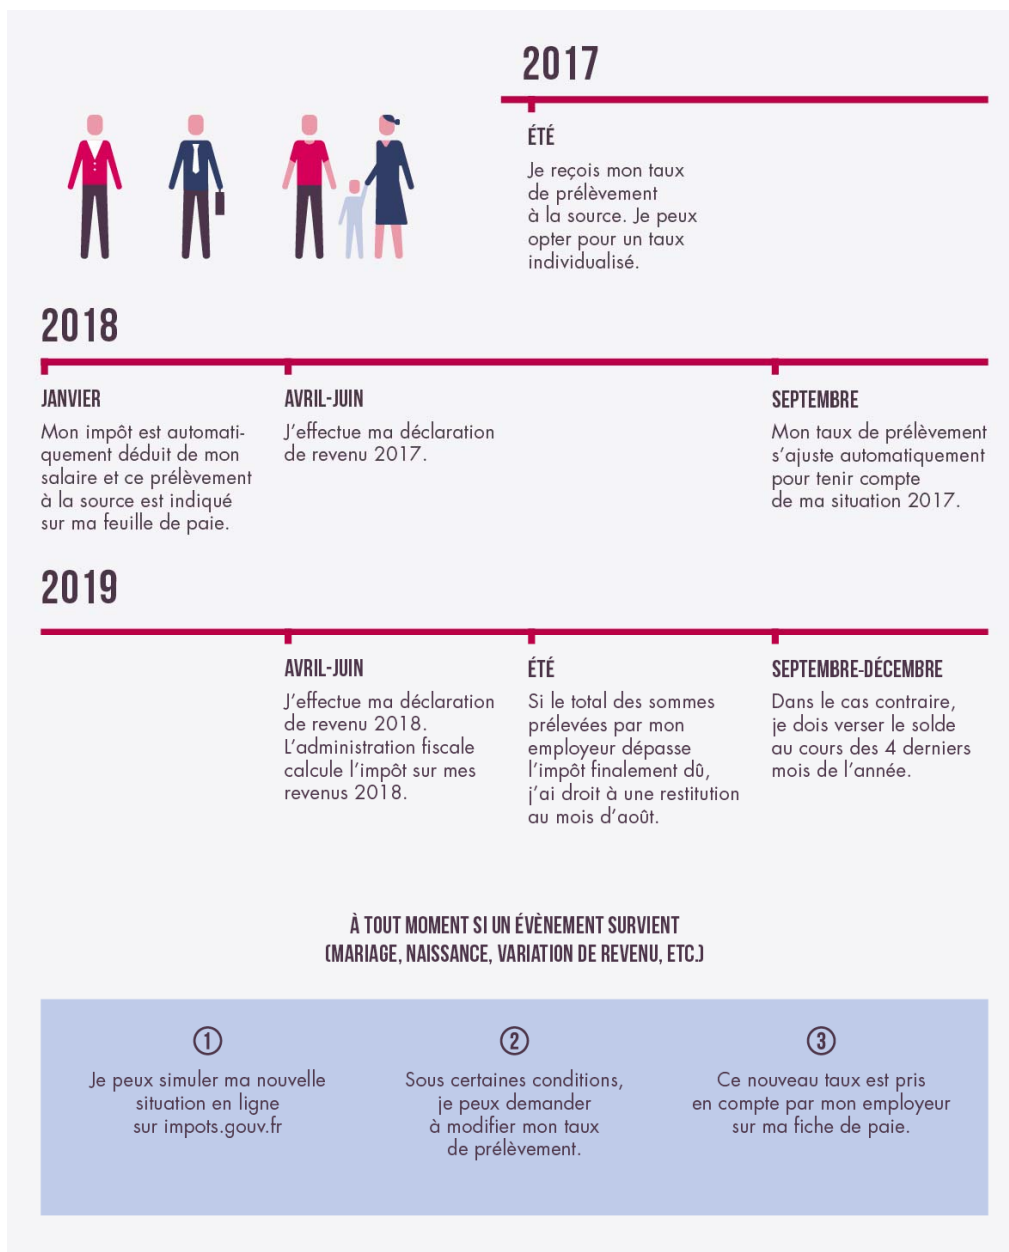 2017
ÉTÉ
Je reçois mon taux
de prélèvement
à la source. Je peux
opter pour un taux
individualisé.
2018
JANVIER
Mon impôt est automati-
quement déduit de mon
salaire et ce prélèvement
à la source est indiqué
sur ma feuille de paie.
AVRIL-JUIN
J’effectue ma déclaration
de revenu 2017.
SEPTEMBRE
Mon taux de prélèvement
s’ajuste automatiquement
pour tenir compte
de ma situation 2017.
2019
AVRIL-JUIN
J’effectue ma déclaration
de revenu 2018.
L’administration fiscale
calcule l’impôt sur mes
revenus 2018.
ÉTÉ
Si le total des sommes
prélevées par mon
employeur dépasse
l’impôt finalement dû,
j’ai droit à une restitution
au mois d’août.
SEPTEMBRE-DÉCEMBRE
Dans le cas contraire,
je dois verser le solde
au cours des 4 derniers
mois de l’année.
À TOUT MOMENT SI UN ÉVÈNEMENT SURVIENT
(MARIAGE, NAISSANCE, VARIATION DE REVENU, ETC.)
1
Je peux simuler ma nouvelle
situation en ligne
sur impots.gouv.fr
2
Sous certaines conditions,
je peux demander
à modifier mon taux
de prélèvement.
3
Ce nouveau taux est pris
en compte par mon employeur
sur ma fiche de paie.